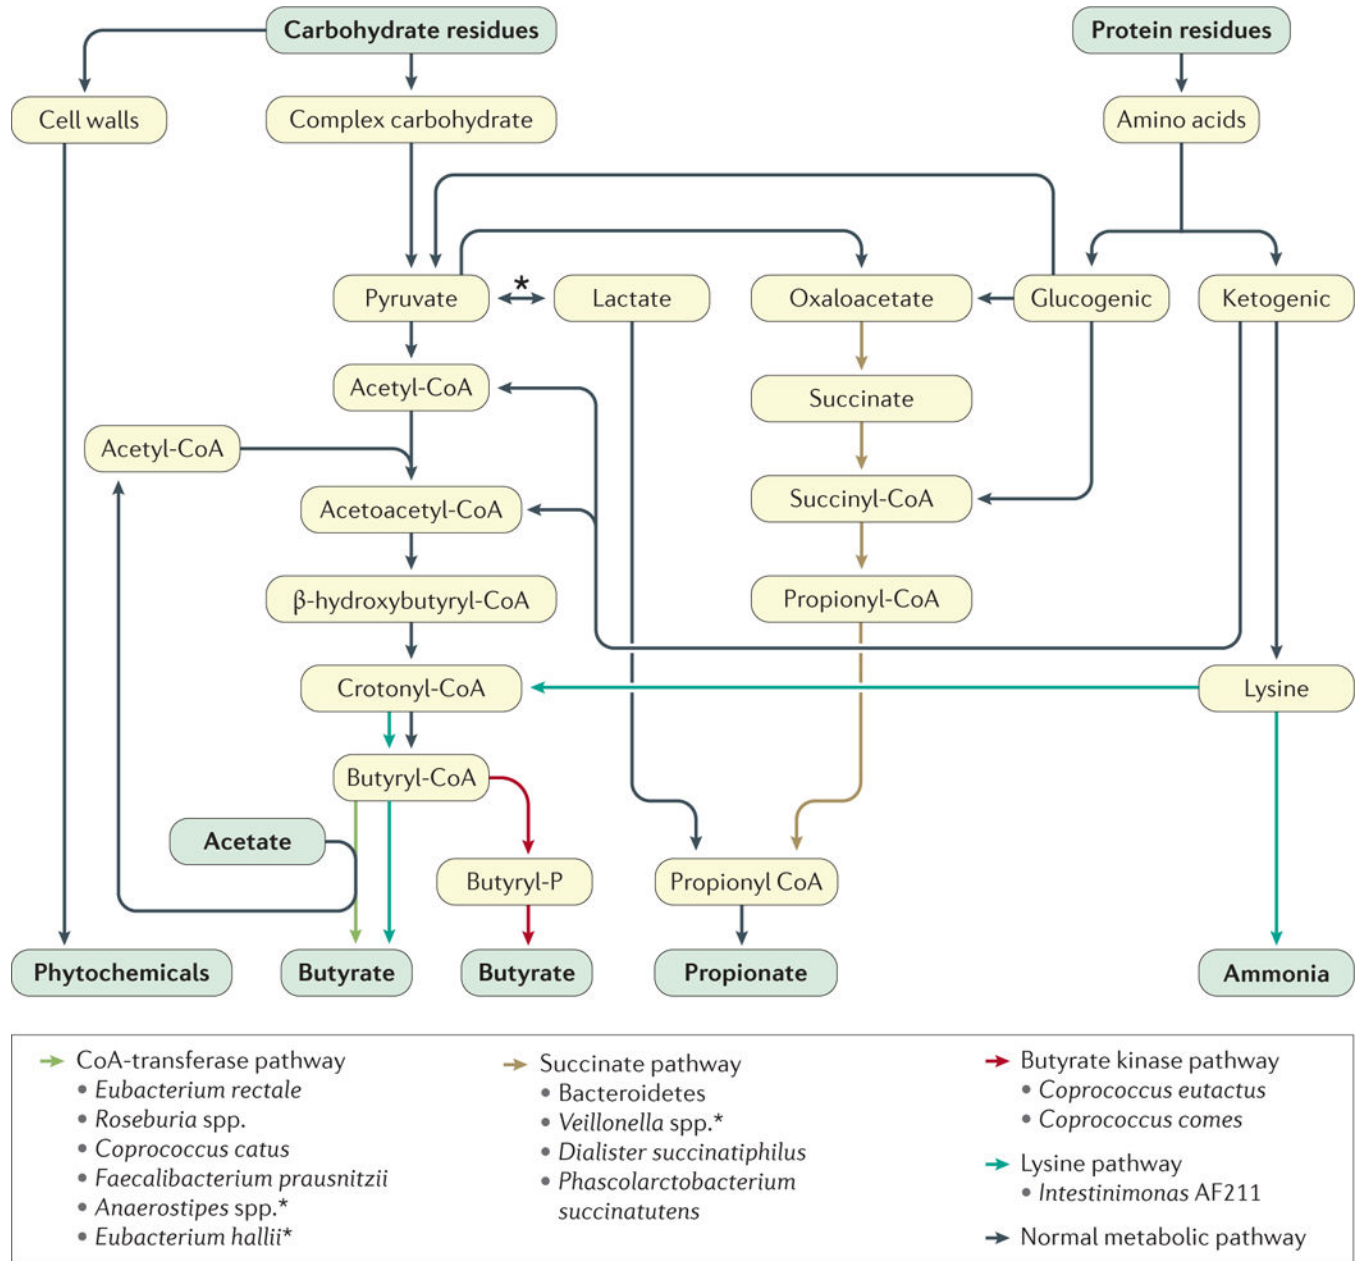 Carbohydrate residues
Protein residues
Cell walls
Complex carbohydrate
Amino acids
*
Pyruvate
Lactate
Oxaloacetate
Glucogenic
Ketogenic
Acetyl-CoA
Succinate
Acetyl-CoA
Acetoacetyl-CoA
Succinyl-CoA
β-hydroxybutyryl-CoA
Propionyl-CoA
Crotonyl-CoA
Lysine
Butyryl-CoA
Acetate
Butyryl-P
Propionyl CoA
Phytochemicals
Butyrate
Butyrate
Propionate
Ammonia
CoA-transferase pathway
• Eubacterium rectale
• Roseburia spp.
• Coprococcus catus
• Faecalibacterium prausnitzii
• Anaerostipes spp.*
• Eubacterium hallii*
Succinate pathway
• Bacteroidetes
• Veillonella spp.*
• Dialister succinatiphilus
• Phascolarctobacterium
succinatutens
Butyrate kinase pathway
• Coprococcus eutactus
• Coprococcus comes
Lysine pathway
• Intestinimonas AF211
Normal metabolic pathway